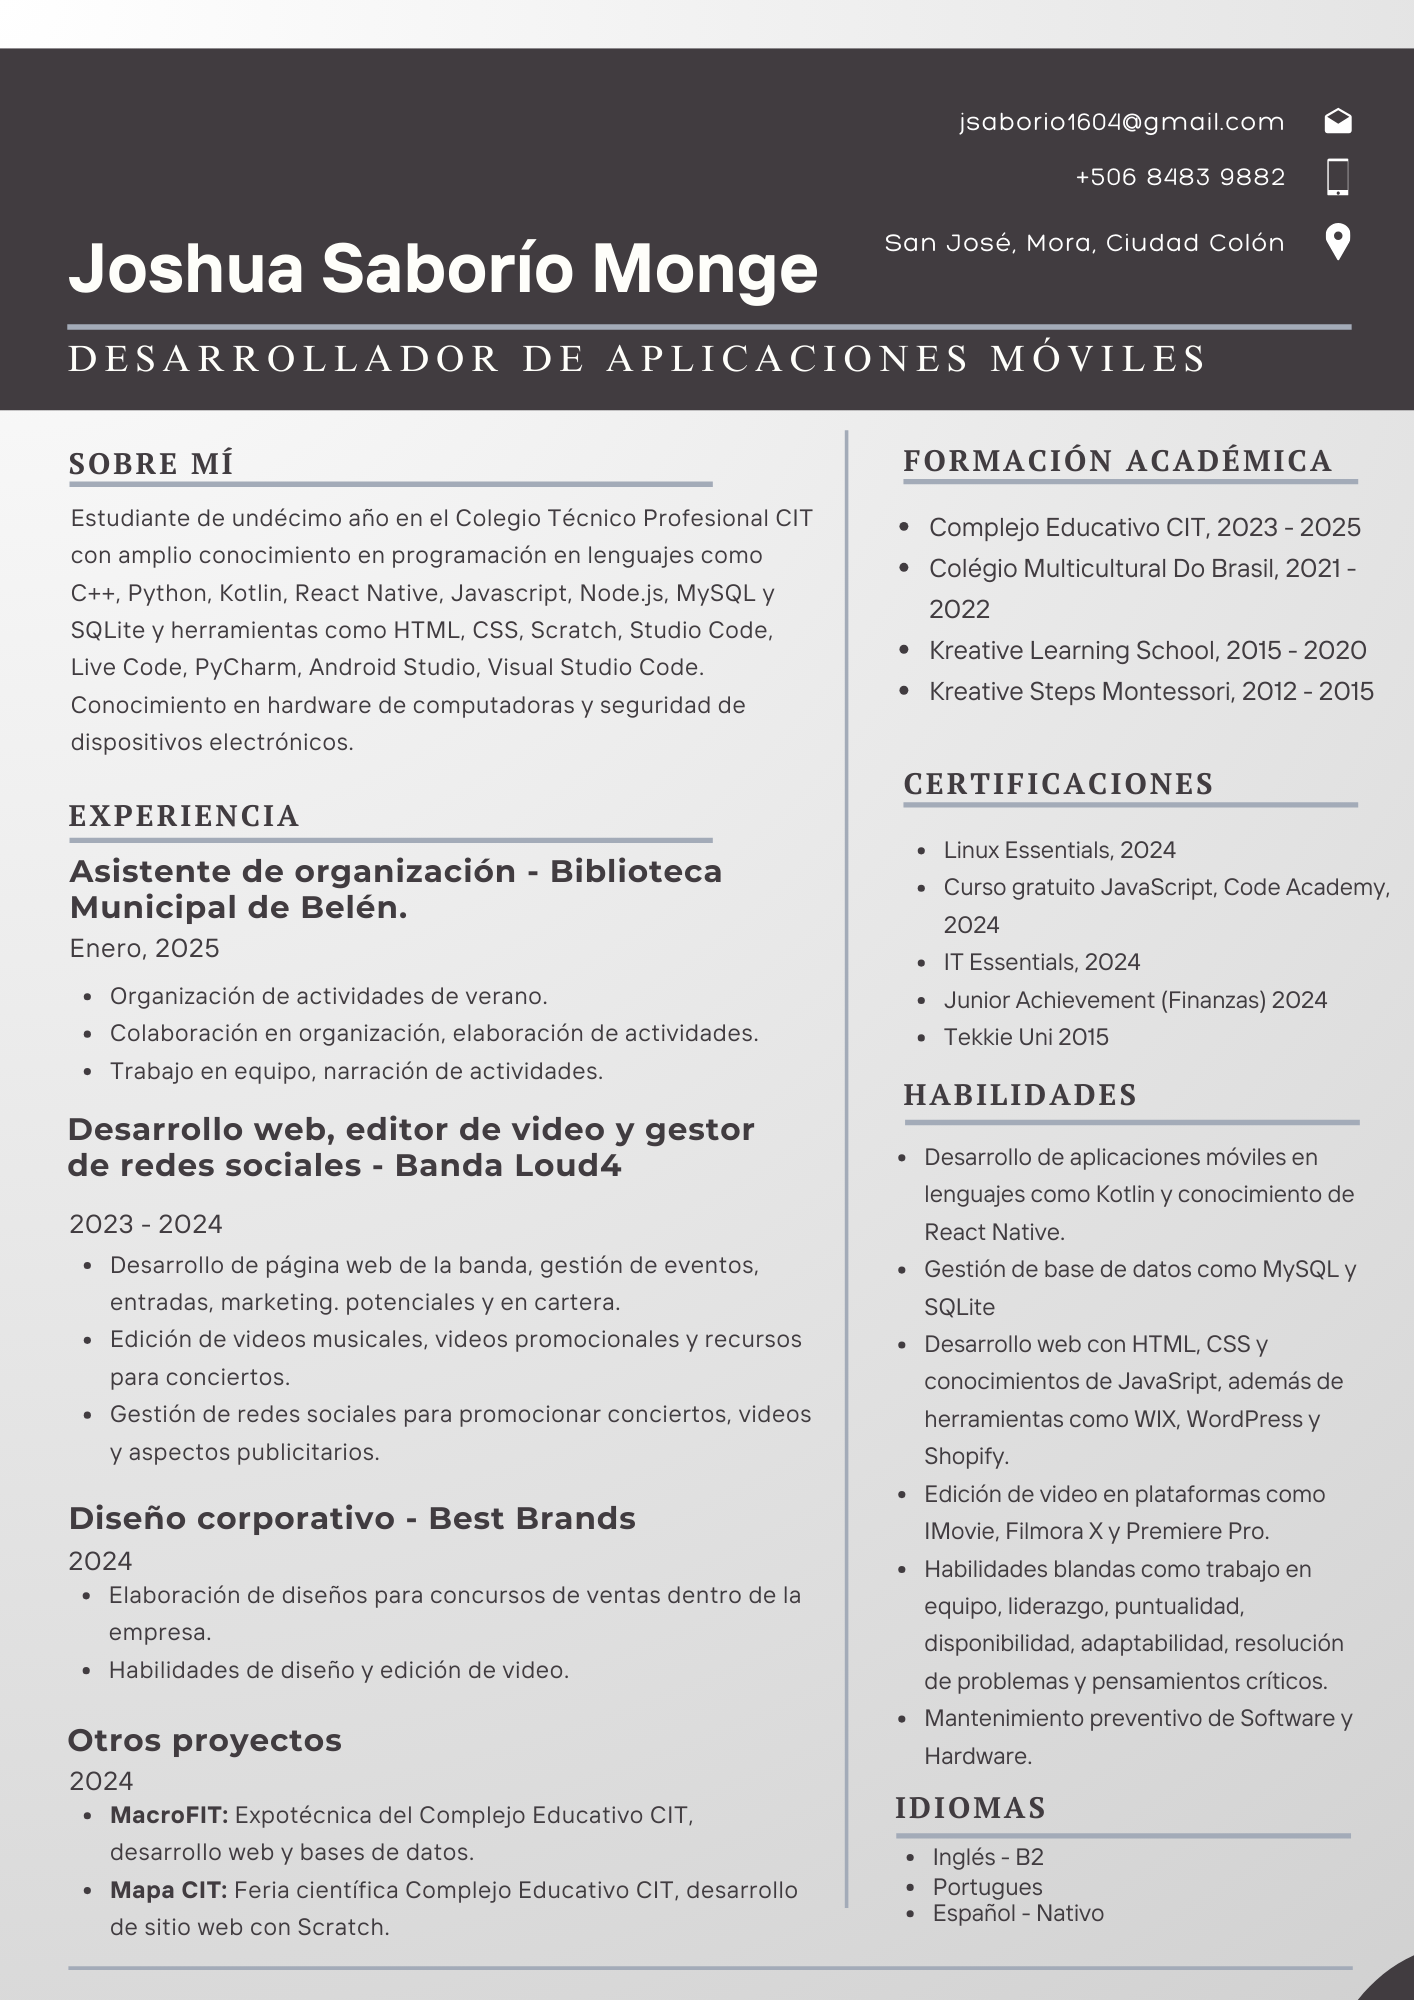 jsaborio1604@gmail.com
+506 8483 9882
San José, Mora, Ciudad Colón
Joshua Saborío Monge
DESARROLLADOR DE APLICACIONES MÓVILES
SOBRE MÍ
Estudiante de undécimo año en el Colegio Técnico Profesional CIT
con amplio conocimiento en programación en lenguajes como
C++, Python, Kotlin, React Native, Javascript, Node.js, MySQL y
SQLite y herramientas como HTML, CSS, Scratch, Studio Code,
Live Code, PyCharm, Android Studio, Visual Studio Code.
Conocimiento en hardware de computadoras y seguridad de
dispositivos electrónicos.
EXPERIENCIA
Asistente de organización - Biblioteca
Municipal de Belén.
Enero, 2025
• Organización de actividades de verano.
• Colaboración en organización, elaboración de actividades.
• Trabajo en equipo, narración de actividades.
Desarrollo web, editor de video y gestor
de redes sociales - Banda Loud4
2023 - 2024
• Desarrollo de página web de la banda, gestión de eventos,
entradas, marketing. potenciales y en cartera.
• Edición de videos musicales, videos promocionales y recursos
para conciertos.
• Gestión de redes sociales para promocionar conciertos, videos
y aspectos publicitarios.
Diseño corporativo - Best Brands
2024
• Elaboración de diseños para concursos de ventas dentro de la
empresa.
• Habilidades de diseño y edición de video.
Otros proyectos
2024
• MacroFIT: Expotécnica del Complejo Educativo CIT,
desarrollo web y bases de datos.
• Mapa CIT: Feria científica Complejo Educativo CIT, desarrollo
de sitio web con Scratch.
FORMACIÓN ACADÉMICA
• Complejo Educativo CIT, 2023 - 2025
• Colégio Multicultural Do Brasil, 2021 -
2022
• Kreative Learning School, 2015 - 2020
• Kreative Steps Montessori, 2012 - 2015
CERTIFICACIONES
• Linux Essentials, 2024
• Curso gratuito JavaScript, Code Academy,
2024
• IT Essentials, 2024
• Junior Achievement (Finanzas) 2024
• Tekkie Uni 2015
HABILIDADES
• Desarrollo de aplicaciones móviles en
lenguajes como Kotlin y conocimiento de
React Native.
• Gestión de base de datos como MySQL y
SQLite
• Desarrollo web con HTML, CSS y
conocimientos de JavaSript, además de
herramientas como WIX, WordPress y
Shopify.
• Edición de video en plataformas como
IMovie, Filmora X y Premiere Pro.
• Habilidades blandas como trabajo en
equipo, liderazgo, puntualidad,
disponibilidad, adaptabilidad, resolución
de problemas y pensamientos críticos.
• Mantenimiento preventivo de Software y
Hardware.
IDIOMAS
• Inglés - B2
• Portugues
• Español - Nativo